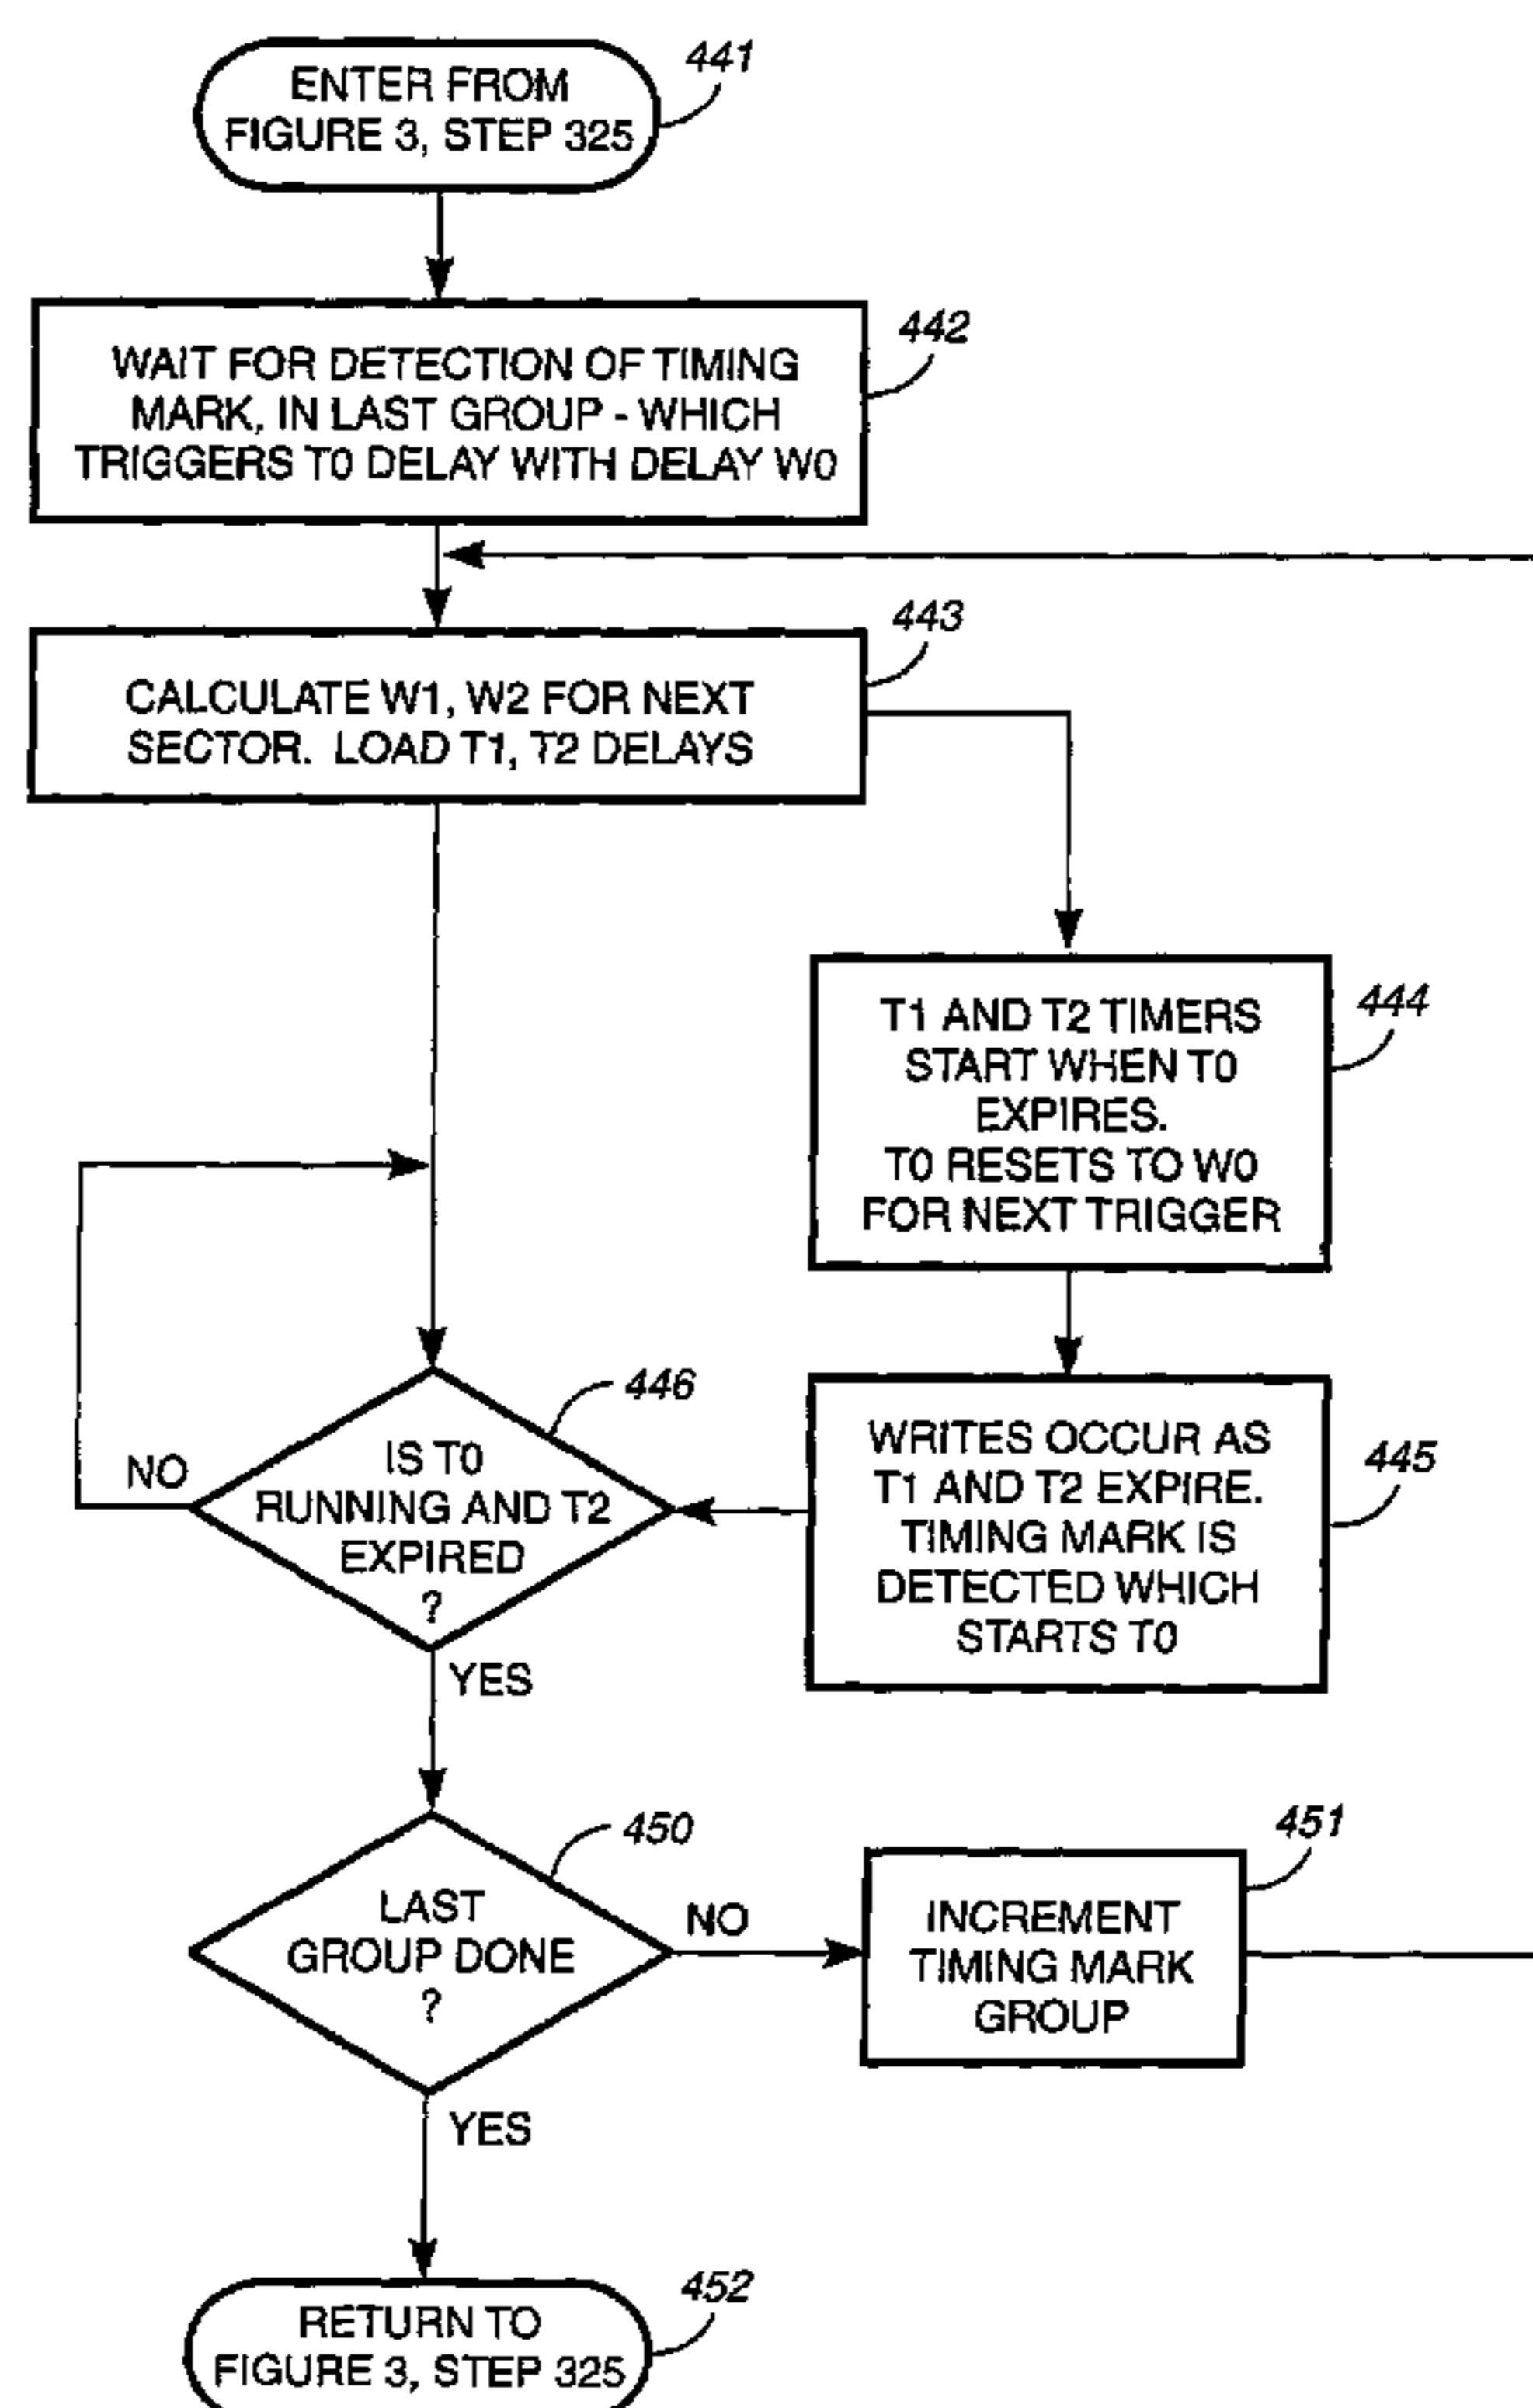 441
ENTER FROM
FIGURE 3, STEP 325
442
WAIT FOR DETECTION OF TIMING
MARK, IN LAST GROUP - WHICH
TRIGGERS T0 DELAY WITH DELAY W0
443
CALCULATE W1, W2 FOR NEXT
SECTOR. LOAD T1, T2 DELAYS
444
T1 AND T2 TIMERS
START WHEN T0
EXPIRES.
T0 RESETS TO W0
FOR NEXT TRIGGER
446
IS T0
RUNNING AND T2
EXPIRED
?
NO
YES
445
WRITES OCCUR AS
T1 AND T2 EXPIRE.
TIMING MARK IS
DETECTED WHICH
STARTS T0
450
LAST
GROUP DONE
?
NO
YES
451
INCREMENT
TIMING MARK
GROUP
452
RETURN TO
FIGURE 3, STEP 325